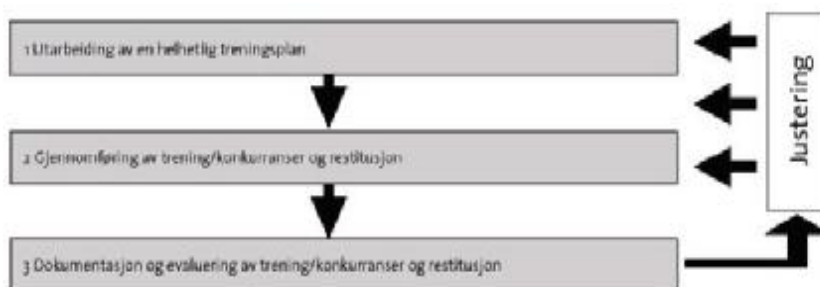 1 Utarbeiding av en helhetlig treningsplan
2 Gjennomføring av trening/konkurranser og restitusjon
3 Dokumentasjon og evaluering av trening/konkurranser og restitusjon
Justering